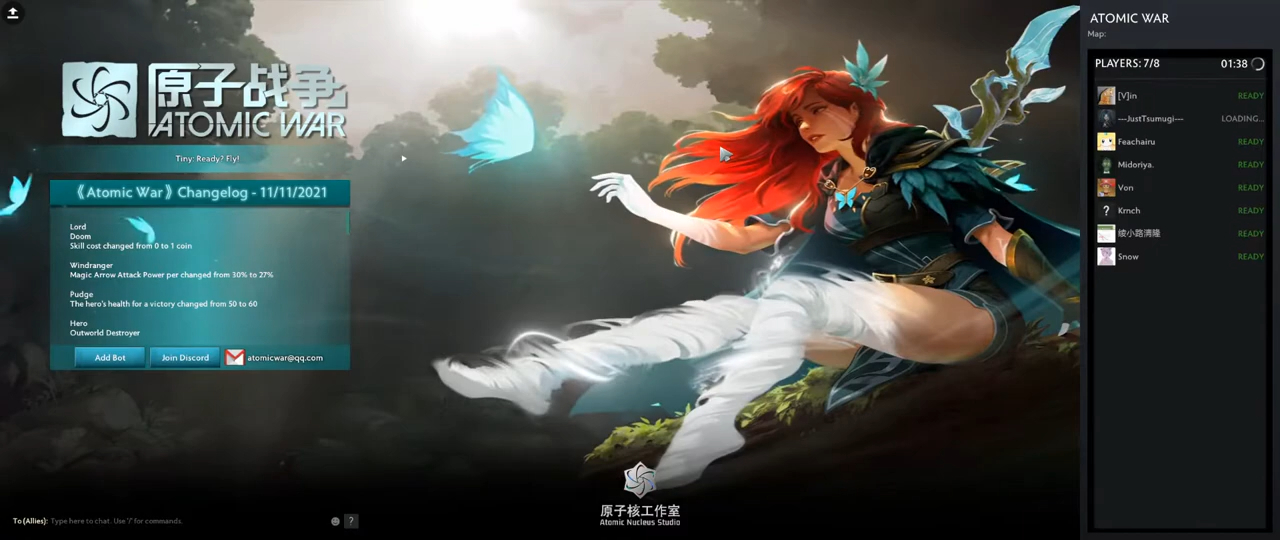 原子战争
ATOMIC WAR
Tiny: Ready? Fly!
《Atomic War》Changelog - 11/11/2021
Lord
Doom
Skill cost changed from 0 to 1 coin
Windranger
Magic Arrow Attack Power per changed from 30% to 27%
Pudge
The hero's health for a victory changed from 50 to 60
Hero
Outworld Destroyer
Add Bot
Join Discord
atomicwar@qq.com
To (Allies): Type here to chat. Use '/' for commands.
?
原子核工作室
Atomic Nucleus Studio
ATOMIC WAR
Map:
PLAYERS: 7/8 01:38
[V]in READY
---JustTsumugi--- LOADING...
Feachairu READY
Midoriya. READY
Von READY
? Krnch READY
绫小路清隆 READY
Snow READY